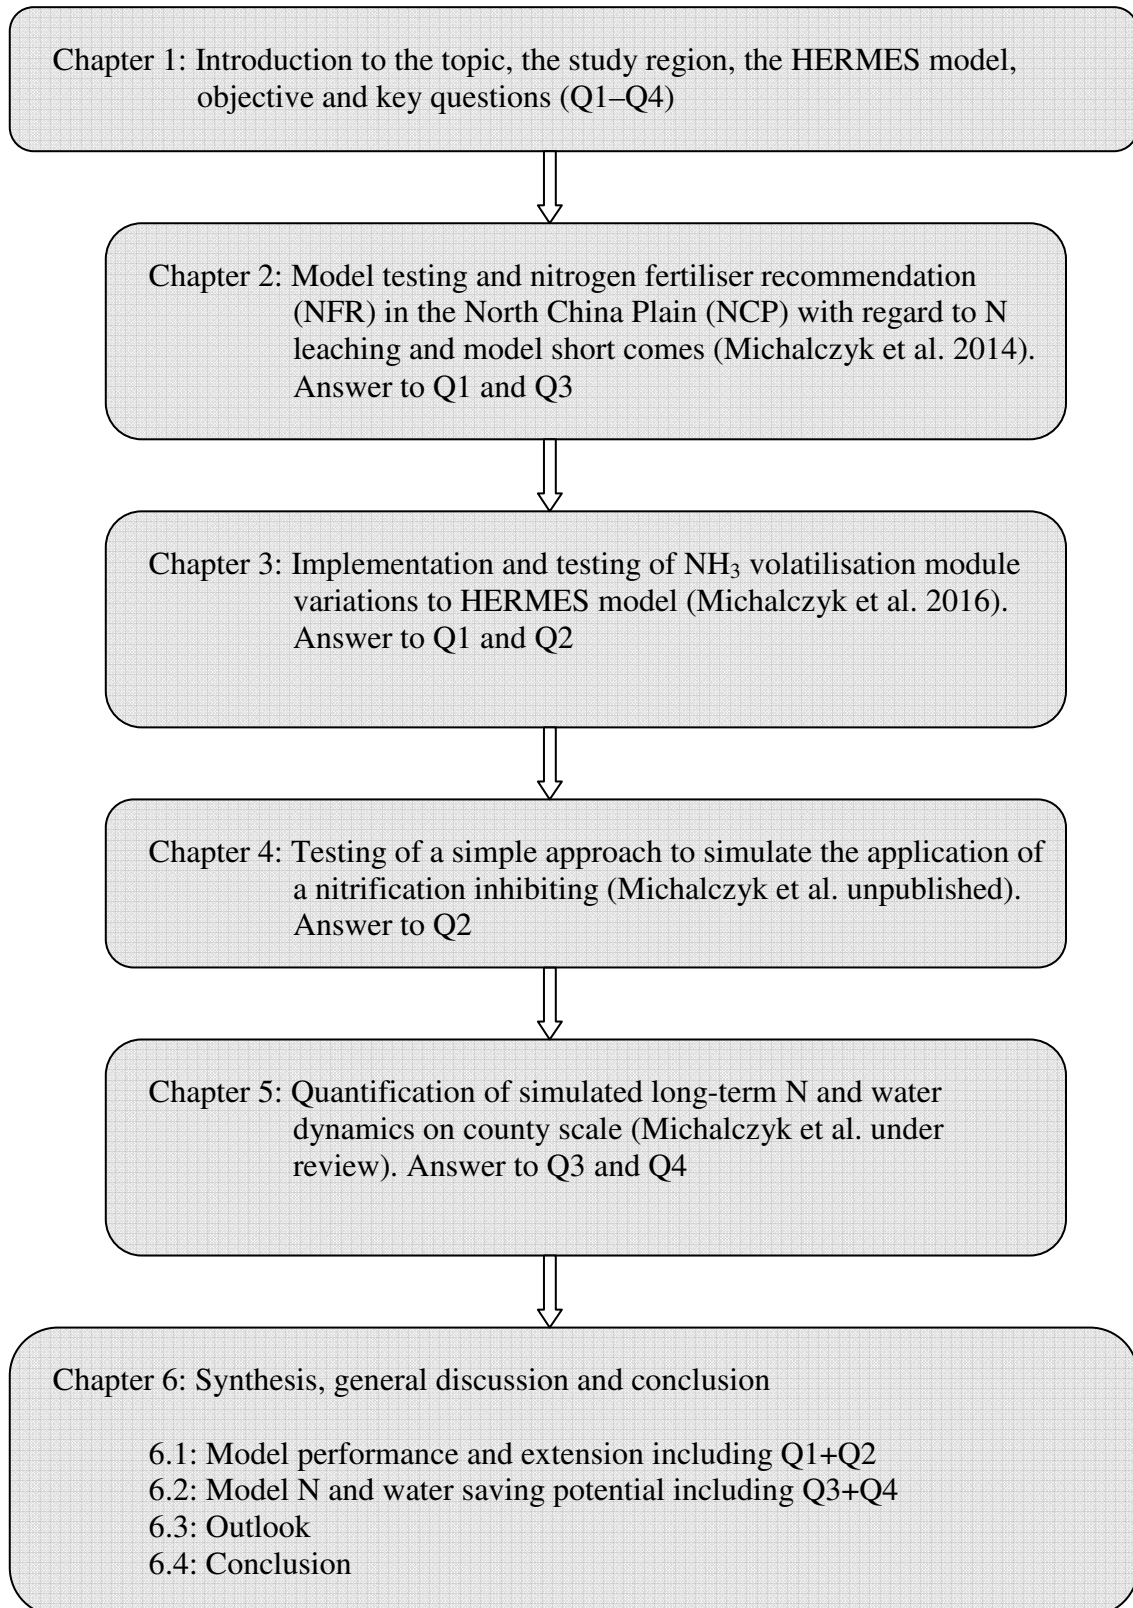 Chapter 1: Introduction to the topic, the study region, the HERMES model,
objective and key questions (Q1–Q4)
Chapter 2: Model testing and nitrogen fertiliser recommendation
(NFR) in the North China Plain (NCP) with regard to N
leaching and model short comes (Michalczyk et al. 2014).
Answer to Q1 and Q3
Chapter 3: Implementation and testing of NH₃ volatilisation module
variations to HERMES model (Michalczyk et al. 2016).
Answer to Q1 and Q2
Chapter 4: Testing of a simple approach to simulate the application of
a nitrification inhibiting (Michalczyk et al. unpublished).
Answer to Q2
Chapter 5: Quantification of simulated long-term N and water
dynamics on county scale (Michalczyk et al. under
review). Answer to Q3 and Q4
Chapter 6: Synthesis, general discussion and conclusion
6.1: Model performance and extension including Q1+Q2
6.2: Model N and water saving potential including Q3+Q4
6.3: Outlook
6.4: Conclusion